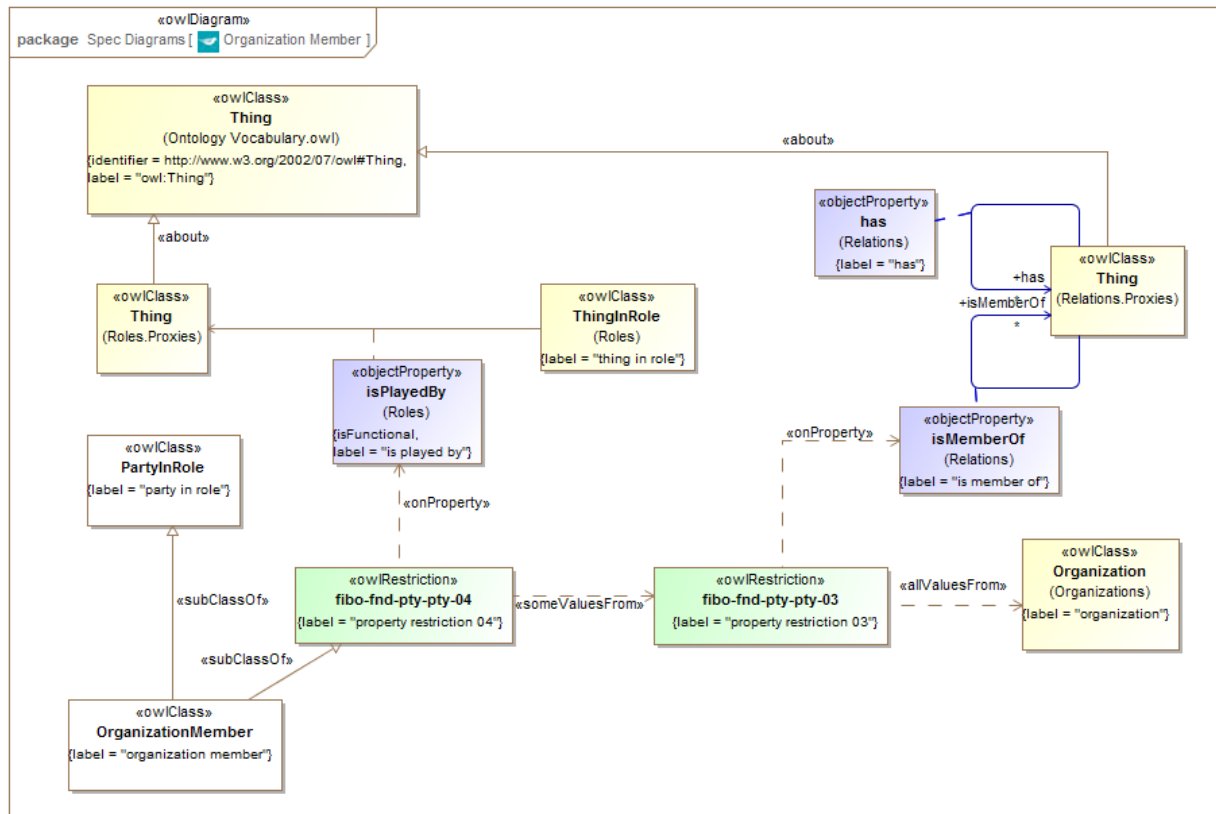 «owlDiagram»
package Spec Diagrams [ Organization Member ]
«owlClass»
Thing
(Ontology Vocabulary.owl)
{identifier = http://www.w3.org/2002/07/owl#Thing,
label = "owl:Thing"}
«about»
«about»
«objectProperty»
has
(Relations)
{label = "has"}
«owlClass»
Thing
(Relations.Proxies)
+has
*
+isMemberOf
*
«owlClass»
Thing
(Roles.Proxies)
«owlClass»
ThingInRole
(Roles)
{label = "thing in role"}
«objectProperty»
isPlayedBy
(Roles)
{isFunctional,
label = "is played by"}
«objectProperty»
isMemberOf
(Relations)
{label = "is member of"}
«onProperty»
«onProperty»
«owlClass»
PartyInRole
{label = "party in role"}
«owlRestriction»
fibo-fnd-pty-pty-04
{label = "property restriction 04"}
«someValuesFrom»
«owlRestriction»
fibo-fnd-pty-pty-03
{label = "property restriction 03"}
«allValuesFrom»
«owlClass»
Organization
(Organizations)
{label = "organization"}
«subClassOf»
«subClassOf»
«owlClass»
OrganizationMember
{label = "organization member"}